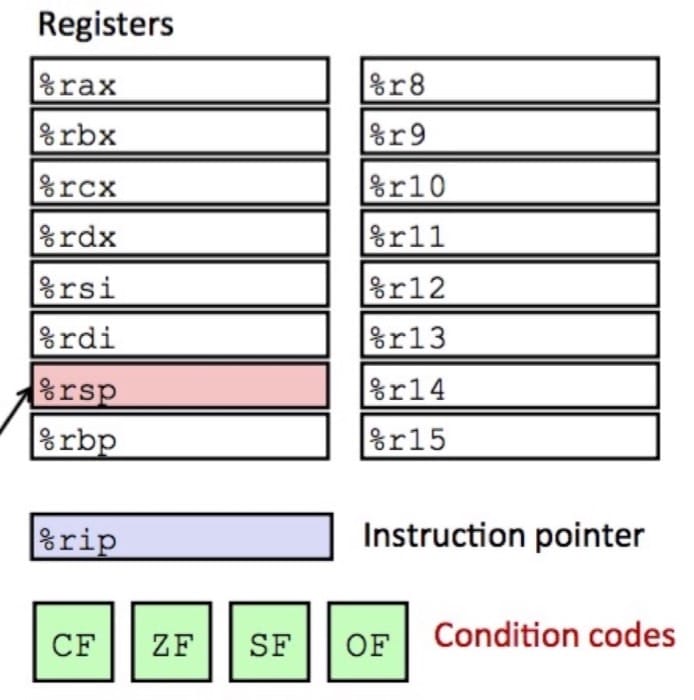 Registers
%rax %r8
%rbx %r9
%rcx %r10
%rdx %r11
%rsi %r12
%rdi %r13
%rsp %r14
%rbp %r15
%rip Instruction pointer
CF ZF SF OF Condition codes